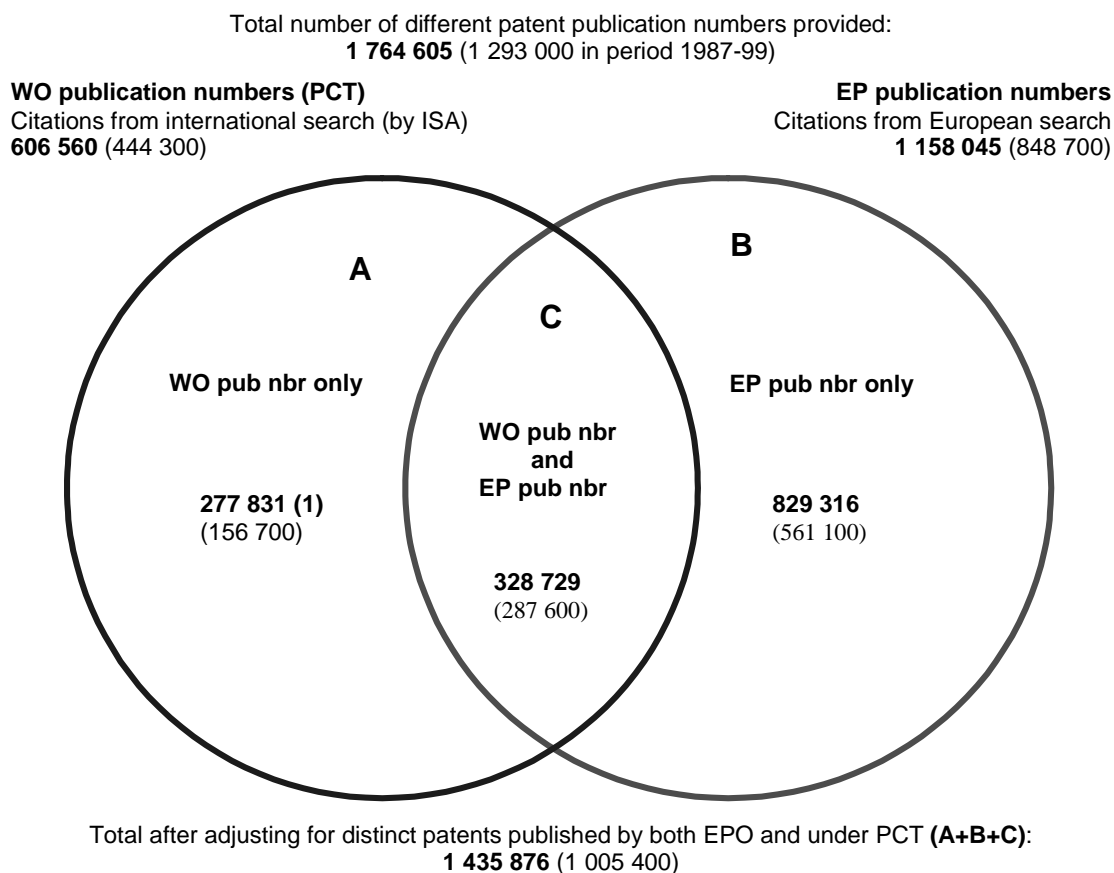 Total number of different patent publication numbers provided:
1 764 605 (1 293 000 in period 1987-99)
WO publication numbers (PCT)
Citations from international search (by ISA)
606 560 (444 300)
EP publication numbers
Citations from European search
1 158 045 (848 700)
A
WO pub nbr only
277 831 (1)
(156 700)
C
WO pub nbr
and
EP pub nbr
328 729
(287 600)
B
EP pub nbr only
829 316
(561 100)
Total after adjusting for distinct patents published by both EPO and under PCT (A+B+C):
1 435 876 (1 005 400)